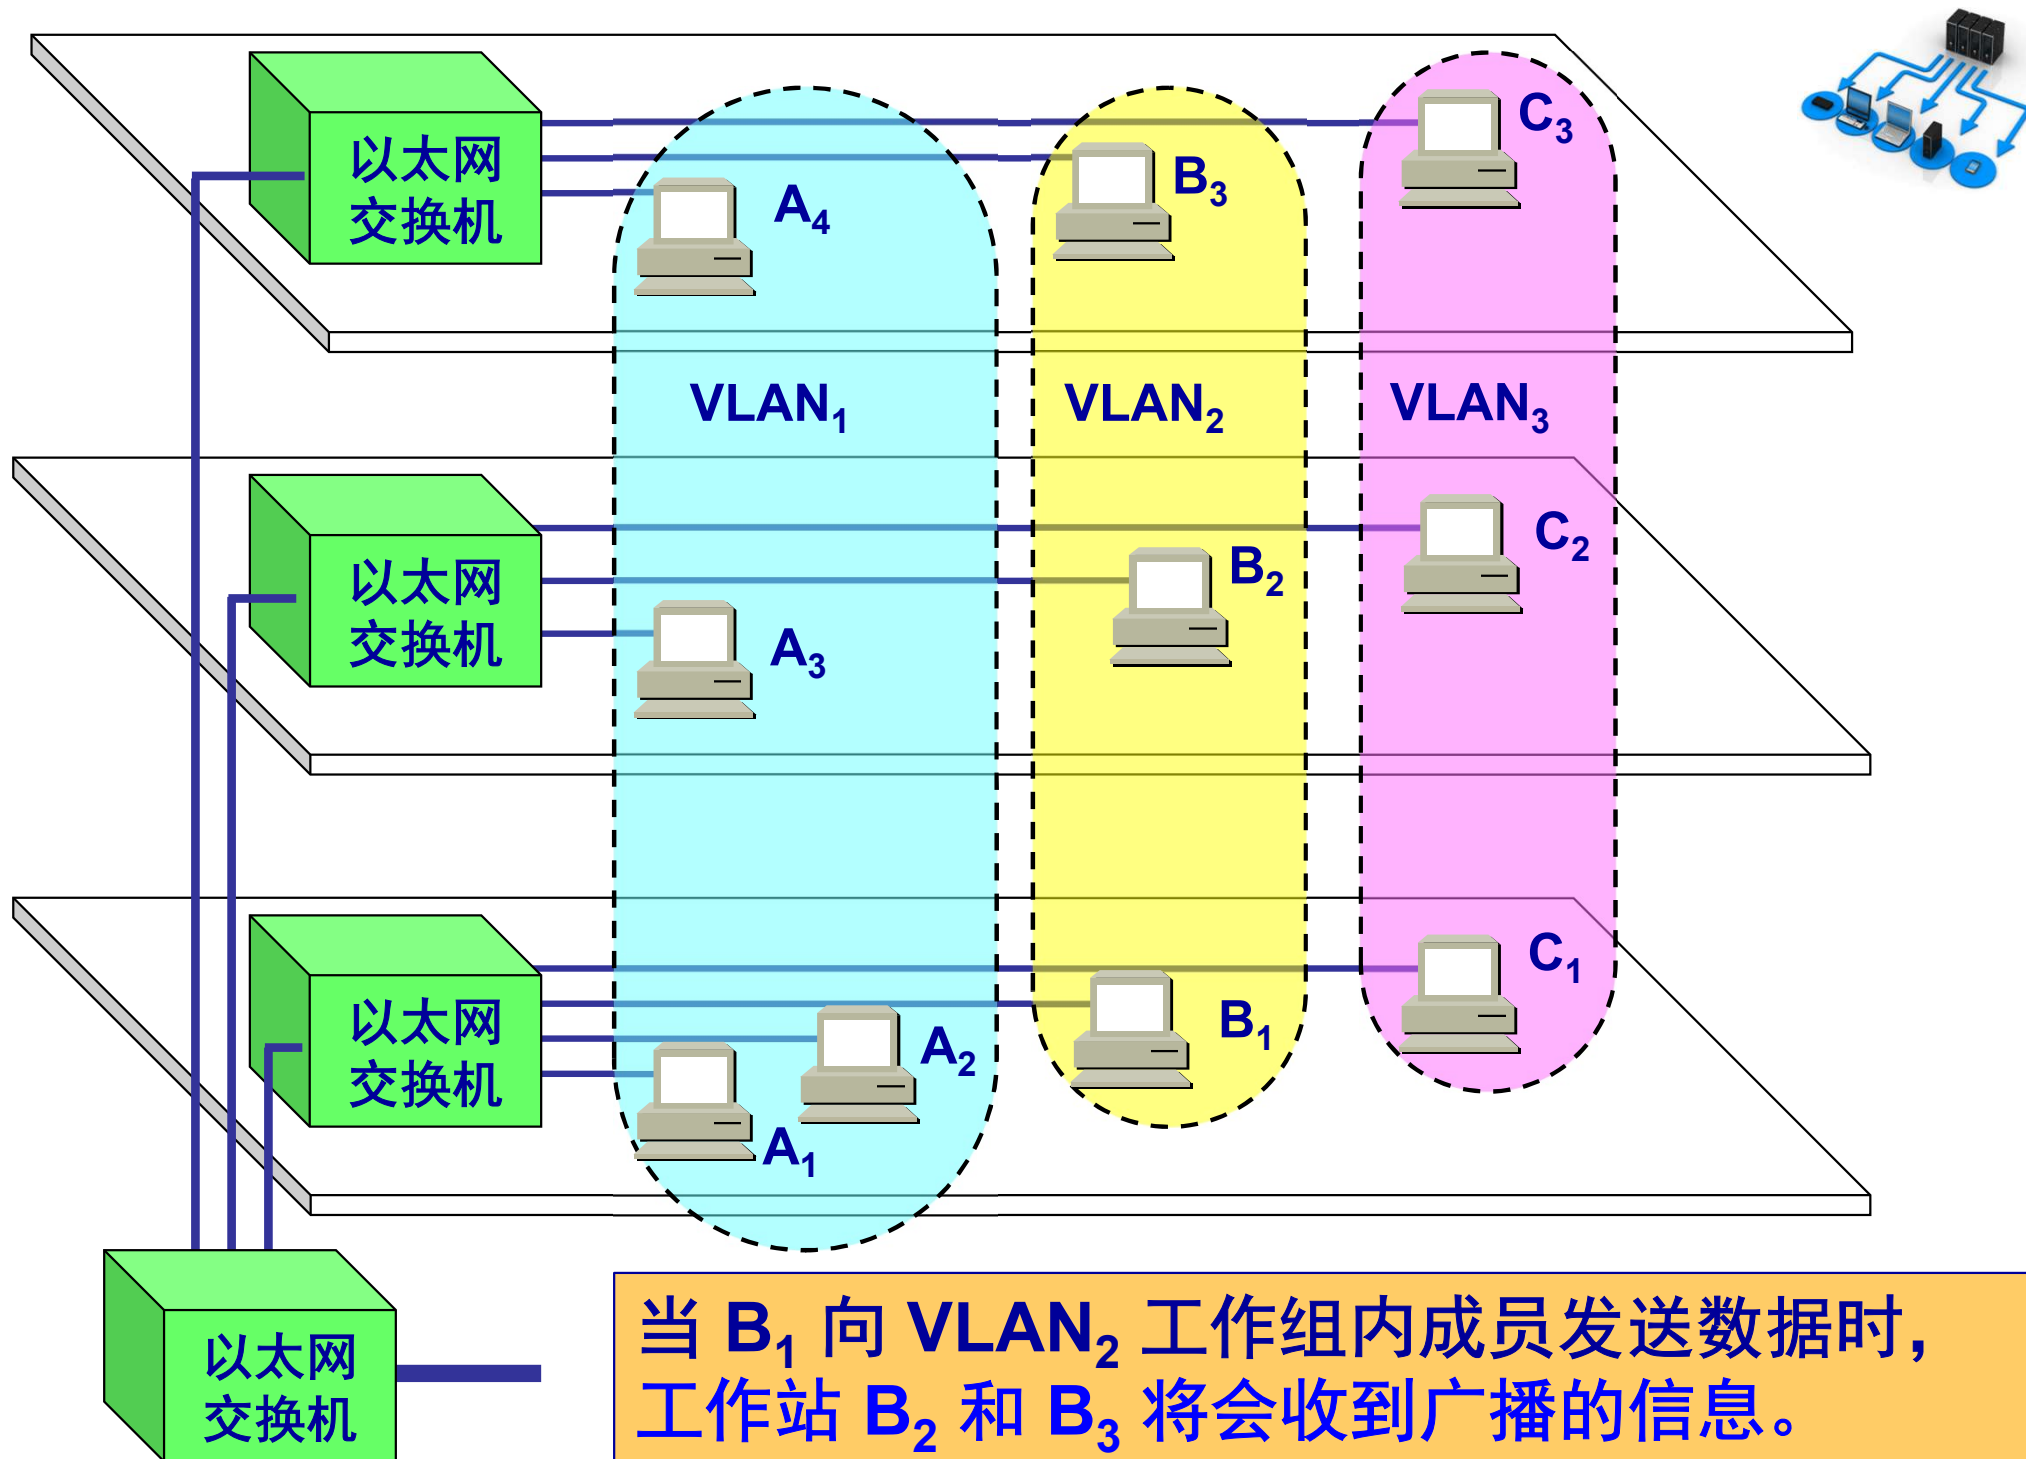 以太网
交换机
A₄
B₃
C₃
VLAN₁
VLAN₂
VLAN₃
以太网
交换机
A₃
B₂
C₂
以太网
交换机
A₁
A₂
B₁
C₁
以太网
交换机
当 B₁ 向 VLAN₂ 工作组内成员发送数据时,
工作站 B₂ 和 B₃ 将会收到广播的信息。